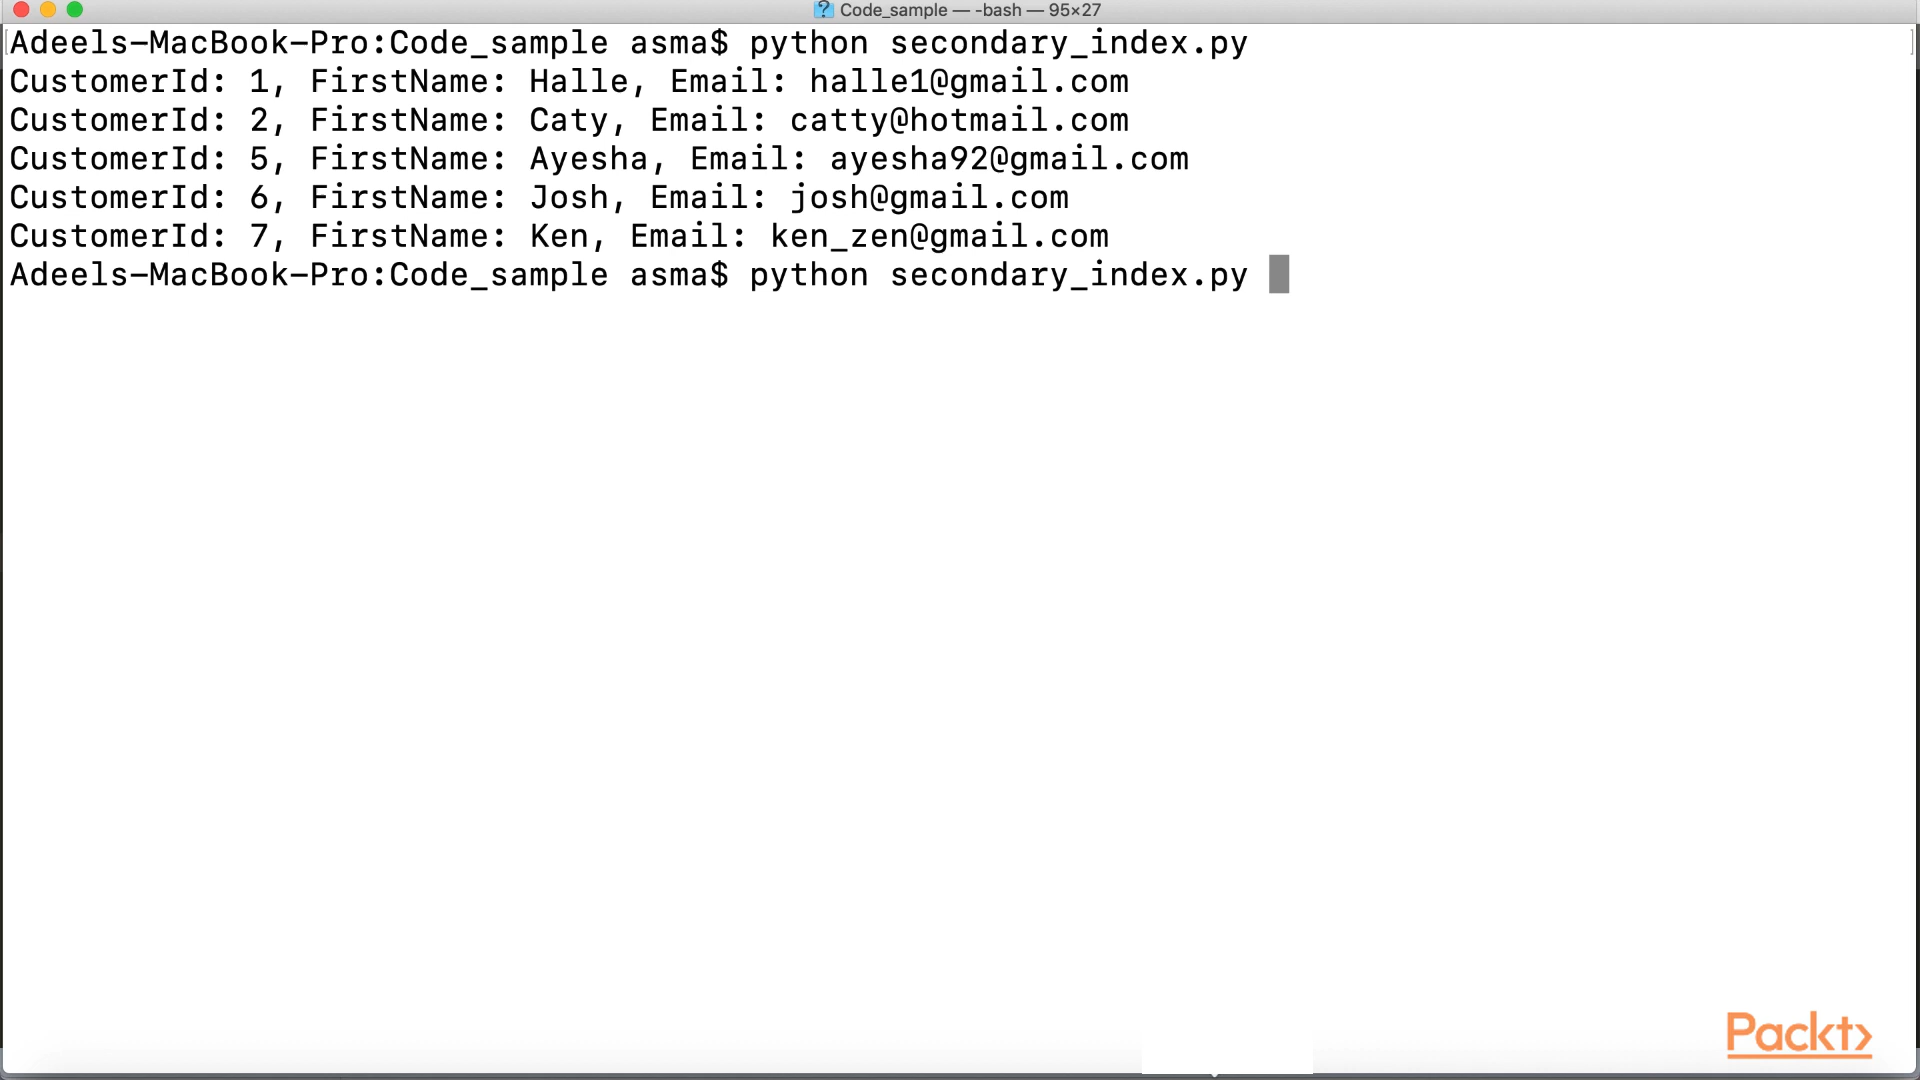 Code_sample — -bash — 95×27
Adeels-MacBook-Pro:Code_sample asma$ python secondary_index.py
CustomerId: 1, FirstName: Halle, Email: halle1@gmail.com
CustomerId: 2, FirstName: Caty, Email: catty@hotmail.com
CustomerId: 5, FirstName: Ayesha, Email: ayesha92@gmail.com
CustomerId: 6, FirstName: Josh, Email: josh@gmail.com
CustomerId: 7, FirstName: Ken, Email: ken_zen@gmail.com
Adeels-MacBook-Pro:Code_sample asma$ python secondary_index.py
Packt>